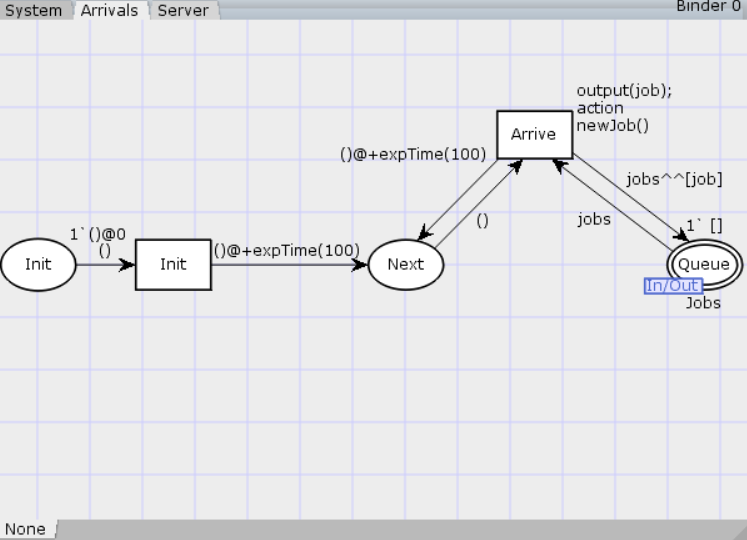 System
Arrivals
Server
Binder 0
output(job);
action
newJob()
Arrive
()@+expTime(100)
jobs^^[job]
()
jobs
1` []
1`()@0
()
()@+expTime(100)
Init
Init
Next
Queue
In/Out
Jobs
None